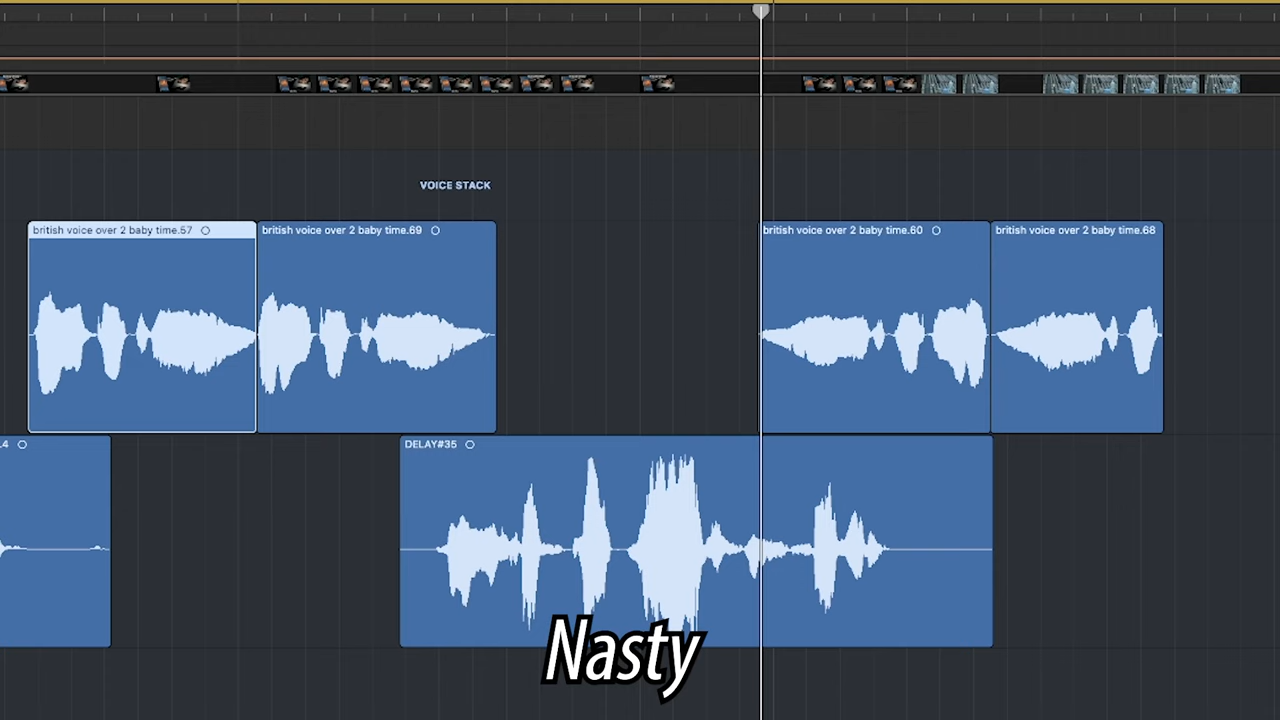 VOICE STACK
british voice over 2 baby time.57
british voice over 2 baby time.69
british voice over 2 baby time.60
british voice over 2 baby time.68
.4
DELAY#35
Nasty